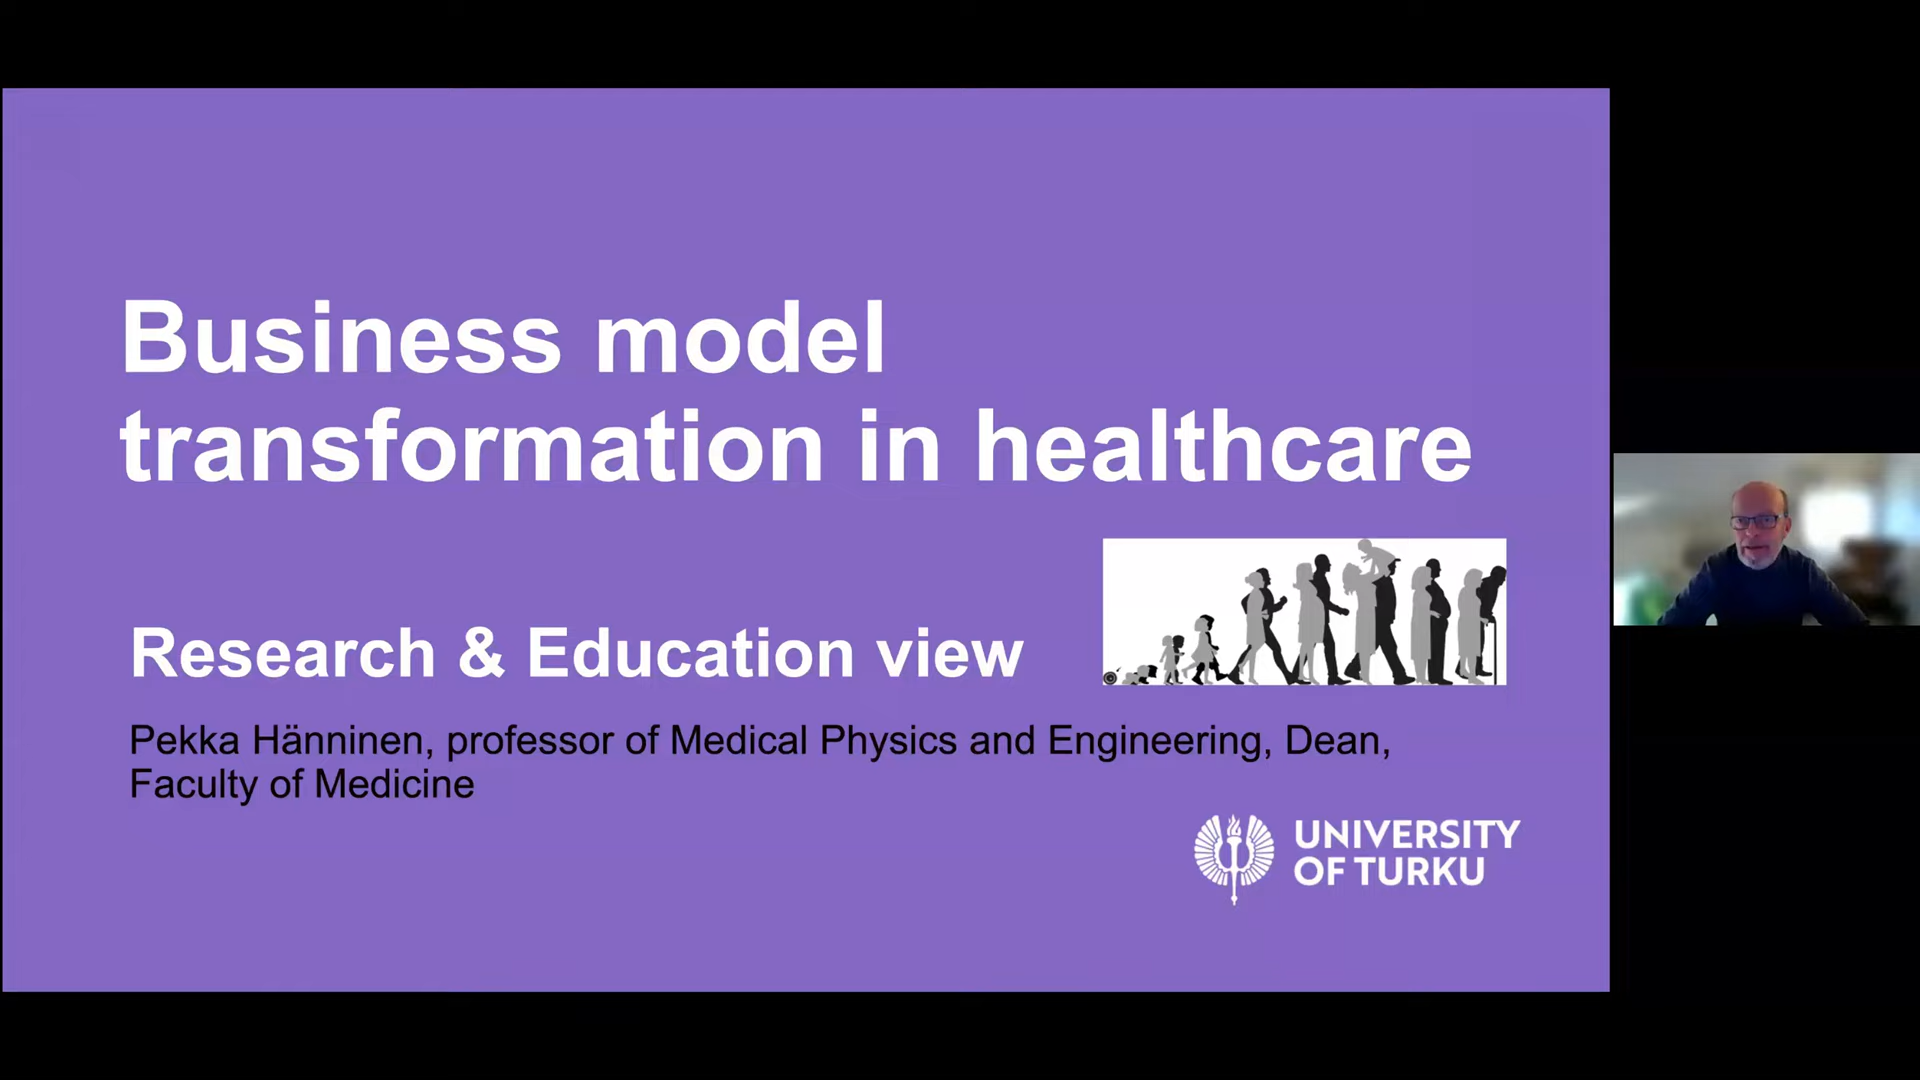 Business model
transformation in healthcare
Research & Education view
Pekka Hänninen, professor of Medical Physics and Engineering, Dean,
Faculty of Medicine
UNIVERSITY
OF TURKU